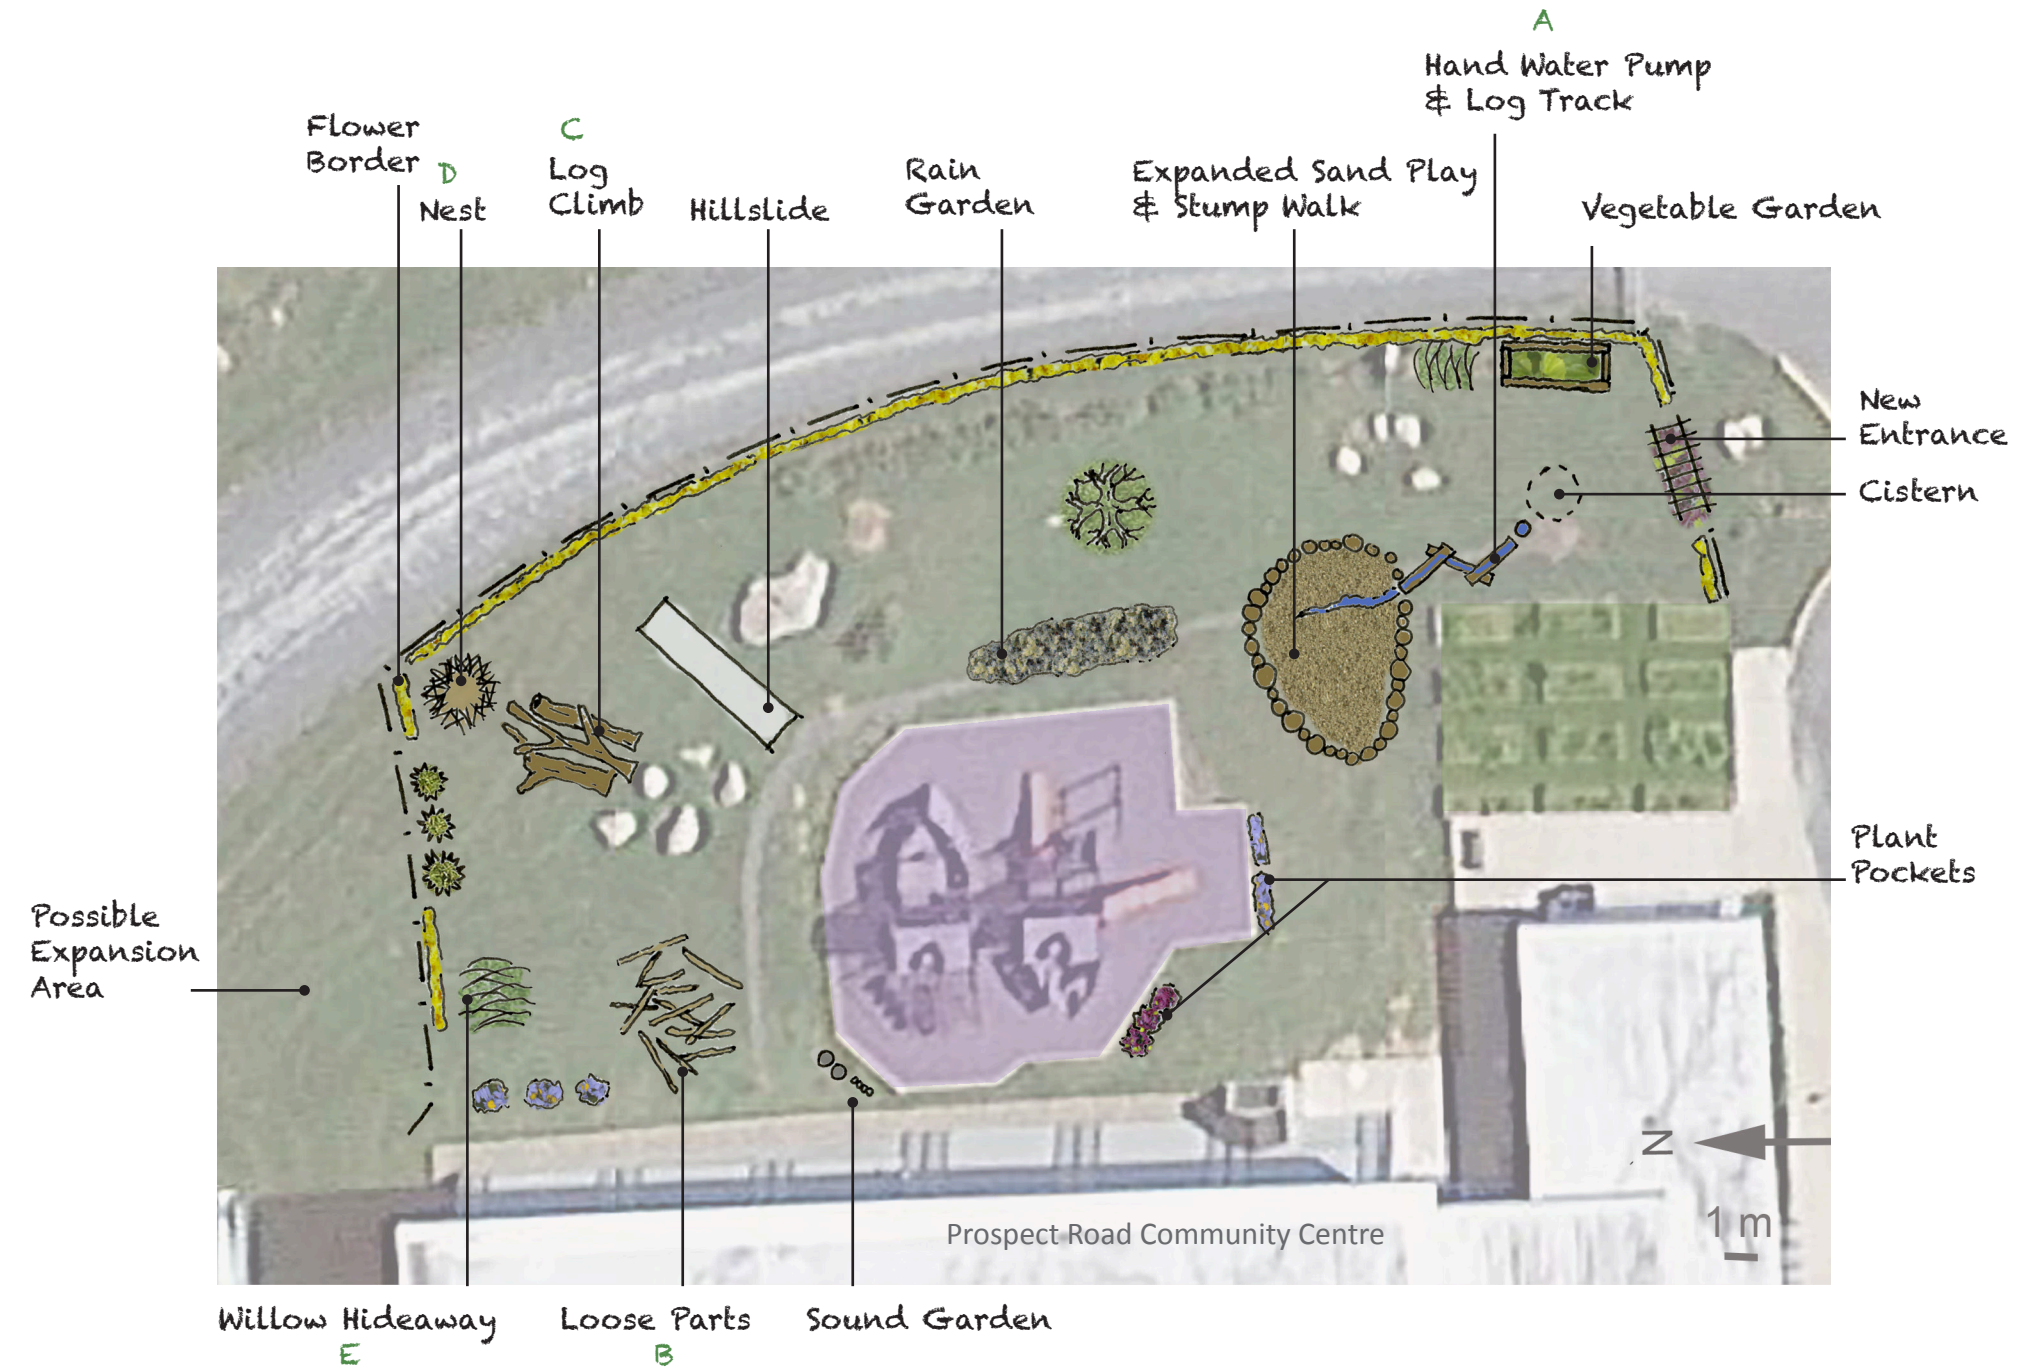 A
Hand Water Pump
& Log Track
Flower
Border
D
Nest
C
Log
Climb
Hillslide
Rain
Garden
Expanded Sand Play
& Stump Walk
Vegetable Garden
New
Entrance
Cistern
Plant
Pockets
Possible
Expansion
Area
N
1 m
Prospect Road Community Centre
Willow Hideaway
E
Loose Parts
B
Sound Garden